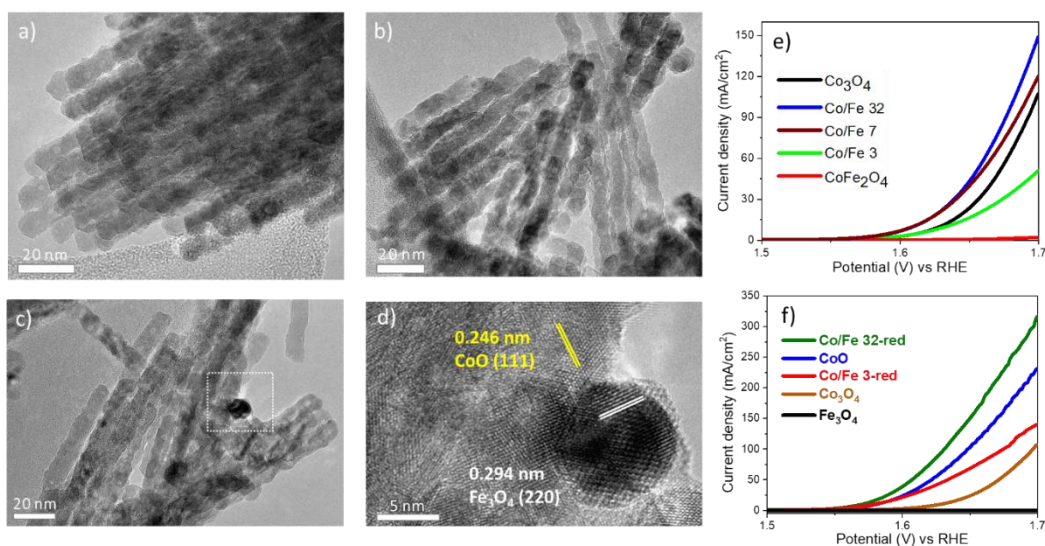 a)
20 nm
b)
20 nm
c)
20 nm
d)
0.246 nm
CoO (111)
0.294 nm
Fe₃O₄ (220)
5 nm
e)
Current density (mA/cm²)
150
120
90
60
30
0
Co₃O₄
Co/Fe 32
Co/Fe 7
Co/Fe 3
CoFe₂O₄
1.5
1.6
1.7
Potential (V) vs RHE
f)
Current density (mA/cm²)
350
300
250
200
150
100
50
0
Co/Fe 32-red
CoO
Co/Fe 3-red
Co₃O₄
Fe₃O₄
1.5
1.6
1.7
Potential (V) vs RHE